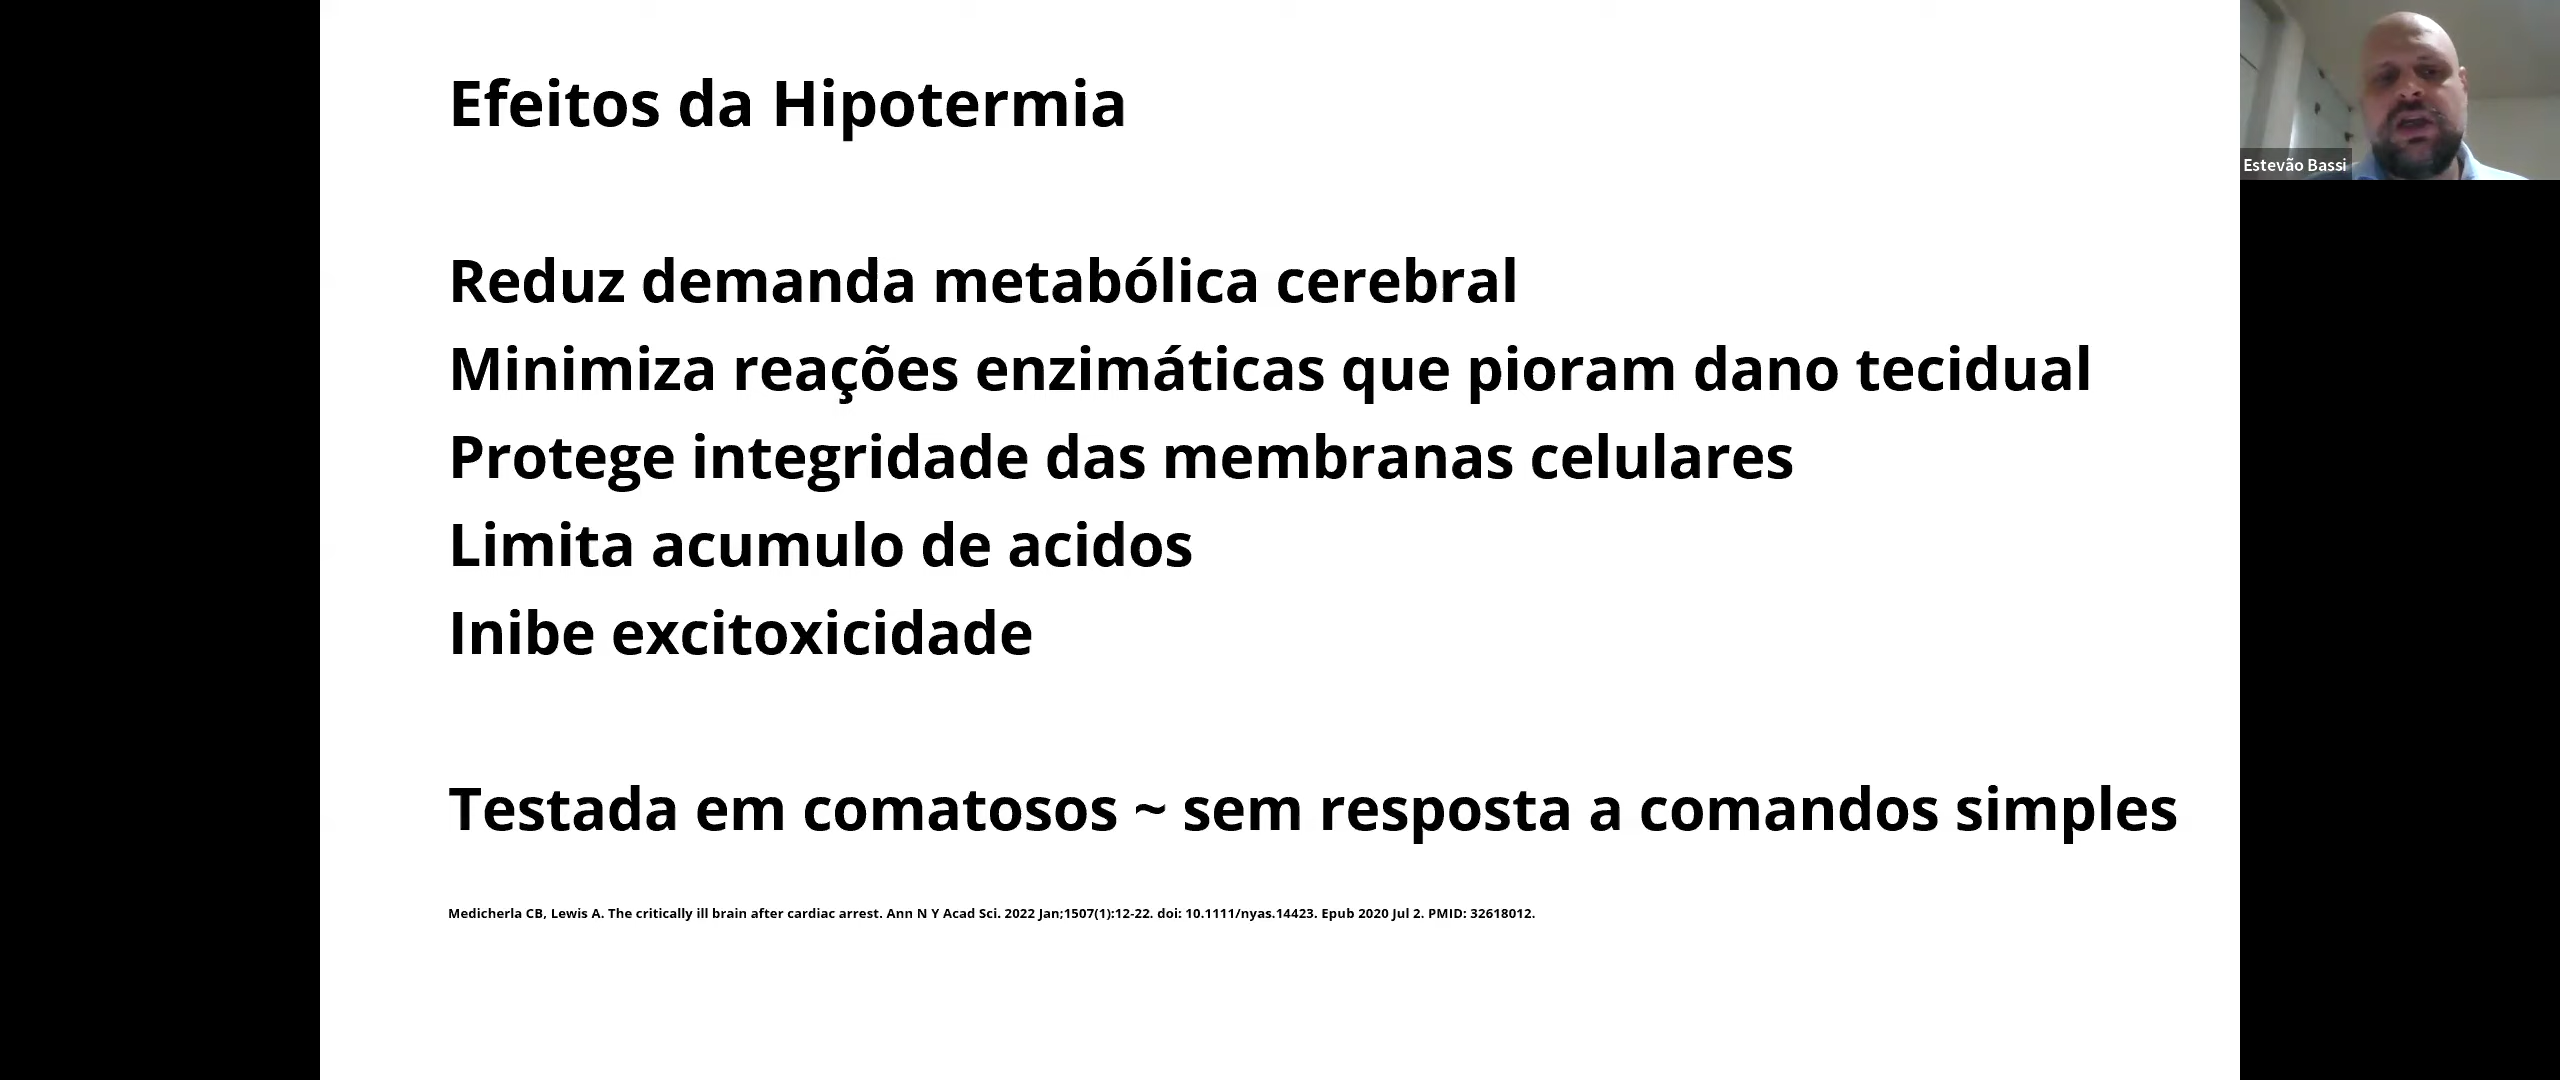 Efeitos da Hipotermia
Estevão Bassi
Reduz demanda metabólica cerebral
Minimiza reações enzimáticas que pioram dano tecidual
Protege integridade das membranas celulares
Limita acumulo de acidos
Inibe excitoxicidade
Testada em comatosos ~ sem resposta a comandos simples
Medicherla CB, Lewis A. The critically ill brain after cardiac arrest. Ann N Y Acad Sci. 2022 Jan;1507(1):12-22. doi: 10.1111/nyas.14423. Epub 2020 Jul 2. PMID: 32618012.